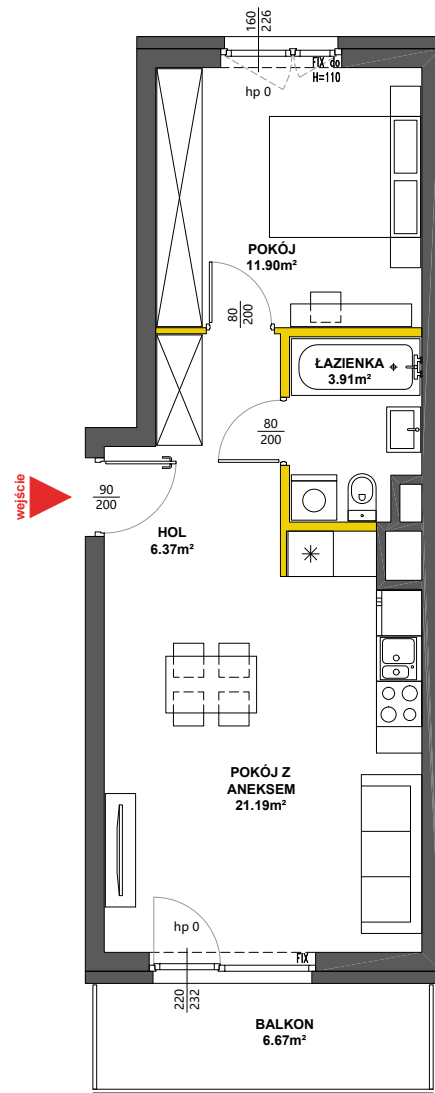 160
226
FIX do
H=110
hp 0
POKÓJ
11.90m²
80
200
ŁAZIENKA
3.91m²
80
200
wejście
90
200
HOL
6.37m²
POKÓJ Z
ANEKSEM
21.19m²
hp 0
FIX
220
232
BALKON
6.67m²